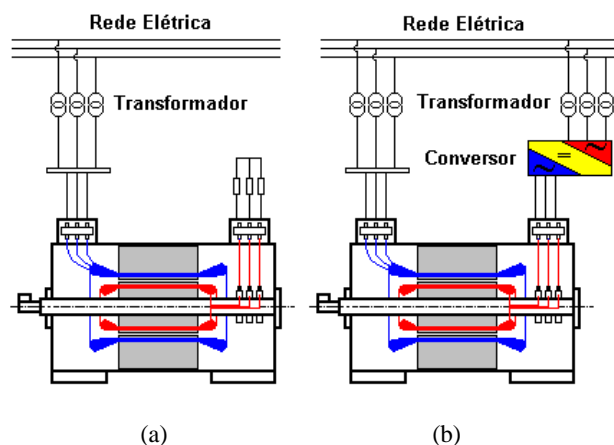 Rede Elétrica
Transformador
(a)
Rede Elétrica
Transformador
Conversor
~
=
~
(b)